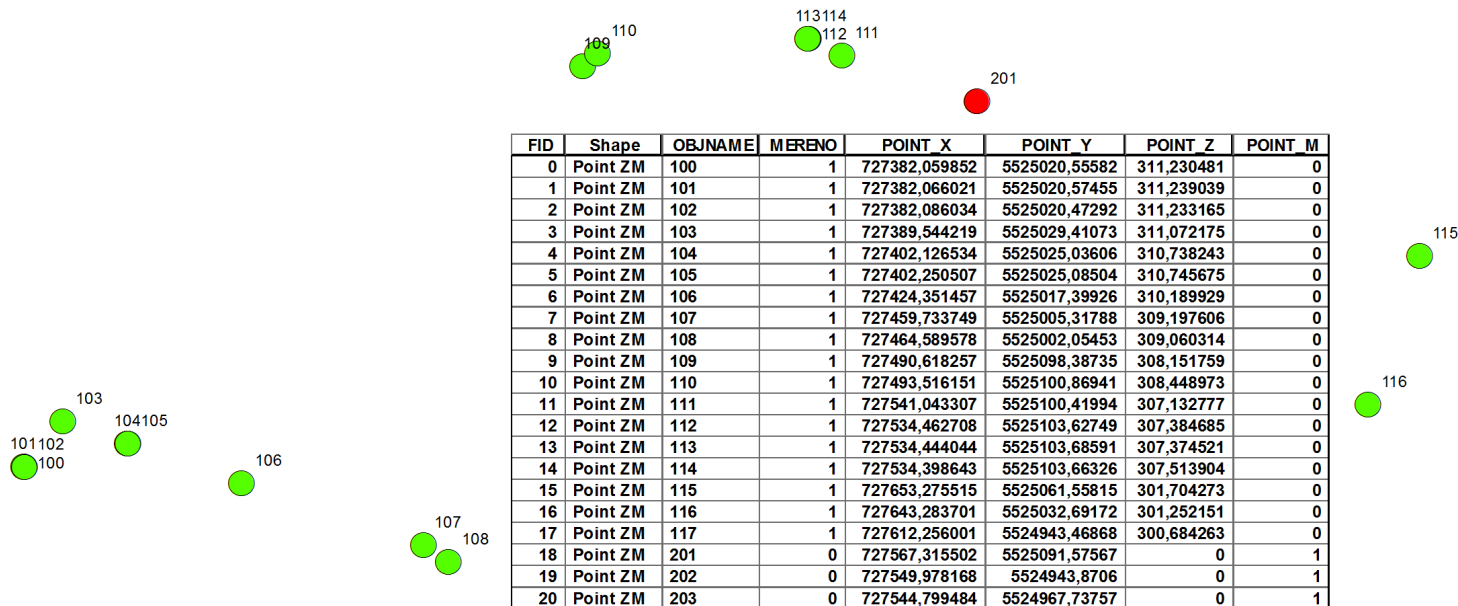 113 114
110
112 111
109
201
FID Shape OBJNAME MERENO POINT_X POINT_Y POINT_Z POINT_M
0 Point ZM 100 1 727382,059852 5525020,55582 311,230481 0
1 Point ZM 101 1 727382,066021 5525020,57455 311,239039 0
2 Point ZM 102 1 727382,086034 5525020,47292 311,233165 0
3 Point ZM 103 1 727389,544219 5525029,41073 311,072175 0
4 Point ZM 104 1 727402,126534 5525025,03606 310,738243 0
5 Point ZM 105 1 727402,250507 5525025,08504 310,745675 0
6 Point ZM 106 1 727424,351457 5525017,39926 310,189929 0
7 Point ZM 107 1 727459,733749 5525005,31788 309,197606 0
8 Point ZM 108 1 727464,589578 5525002,05453 309,060314 0
9 Point ZM 109 1 727490,618257 5525098,38735 308,151759 0
10 Point ZM 110 1 727493,516151 5525100,86941 308,448973 0
11 Point ZM 111 1 727541,043307 5525100,41994 307,132777 0
12 Point ZM 112 1 727534,462708 5525103,62749 307,384685 0
13 Point ZM 113 1 727534,444044 5525103,68591 307,374521 0
14 Point ZM 114 1 727534,398643 5525103,66326 307,513904 0
15 Point ZM 115 1 727653,275515 5525061,55815 301,704273 0
16 Point ZM 116 1 727643,283701 5525032,69172 301,252151 0
17 Point ZM 117 1 727612,256001 5524943,46868 300,684263 0
18 Point ZM 201 0 727567,315502 5525091,57567 0 1
19 Point ZM 202 0 727549,978168 5524943,8706 0 1
20 Point ZM 203 0 727544,799484 5524967,73757 0 1
115
116
103
104 105
101 102
100
106
107
108